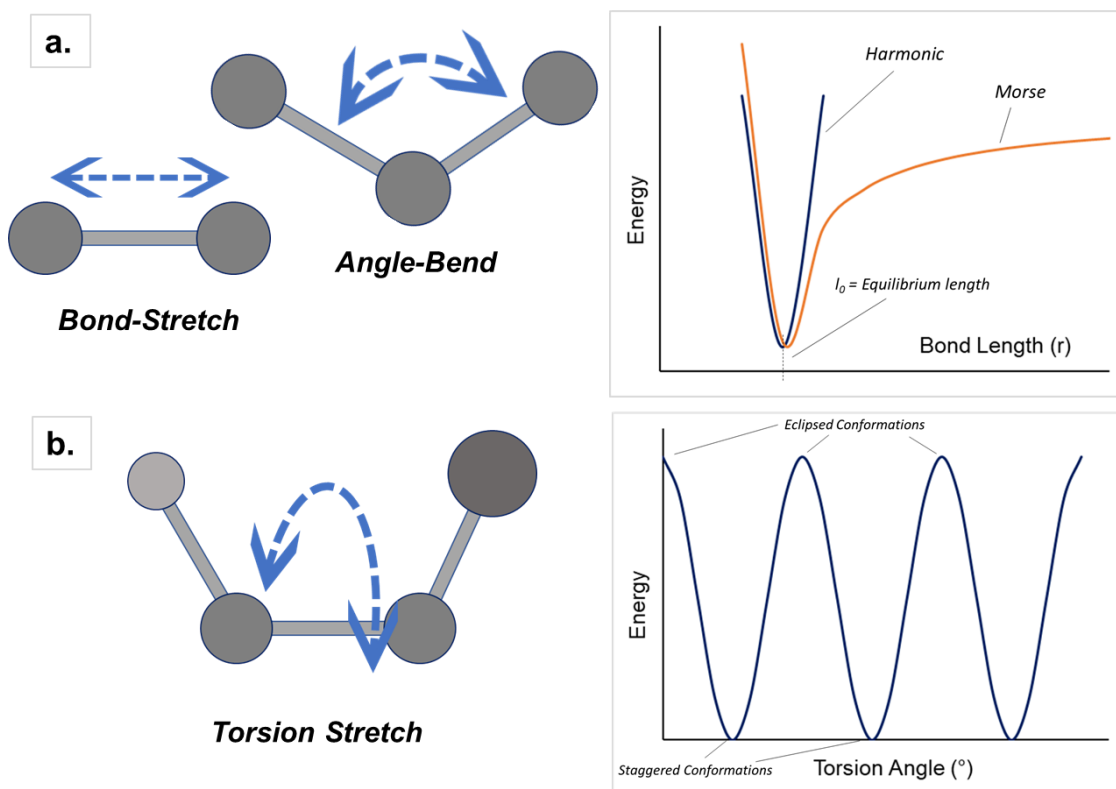 a.
Bond-Stretch
Angle-Bend
Harmonic
Morse
Energy
l₀ = Equilibrium length
Bond Length (r)
b.
Torsion Stretch
Eclipsed Conformations
Energy
Staggered Conformations
Torsion Angle (°)